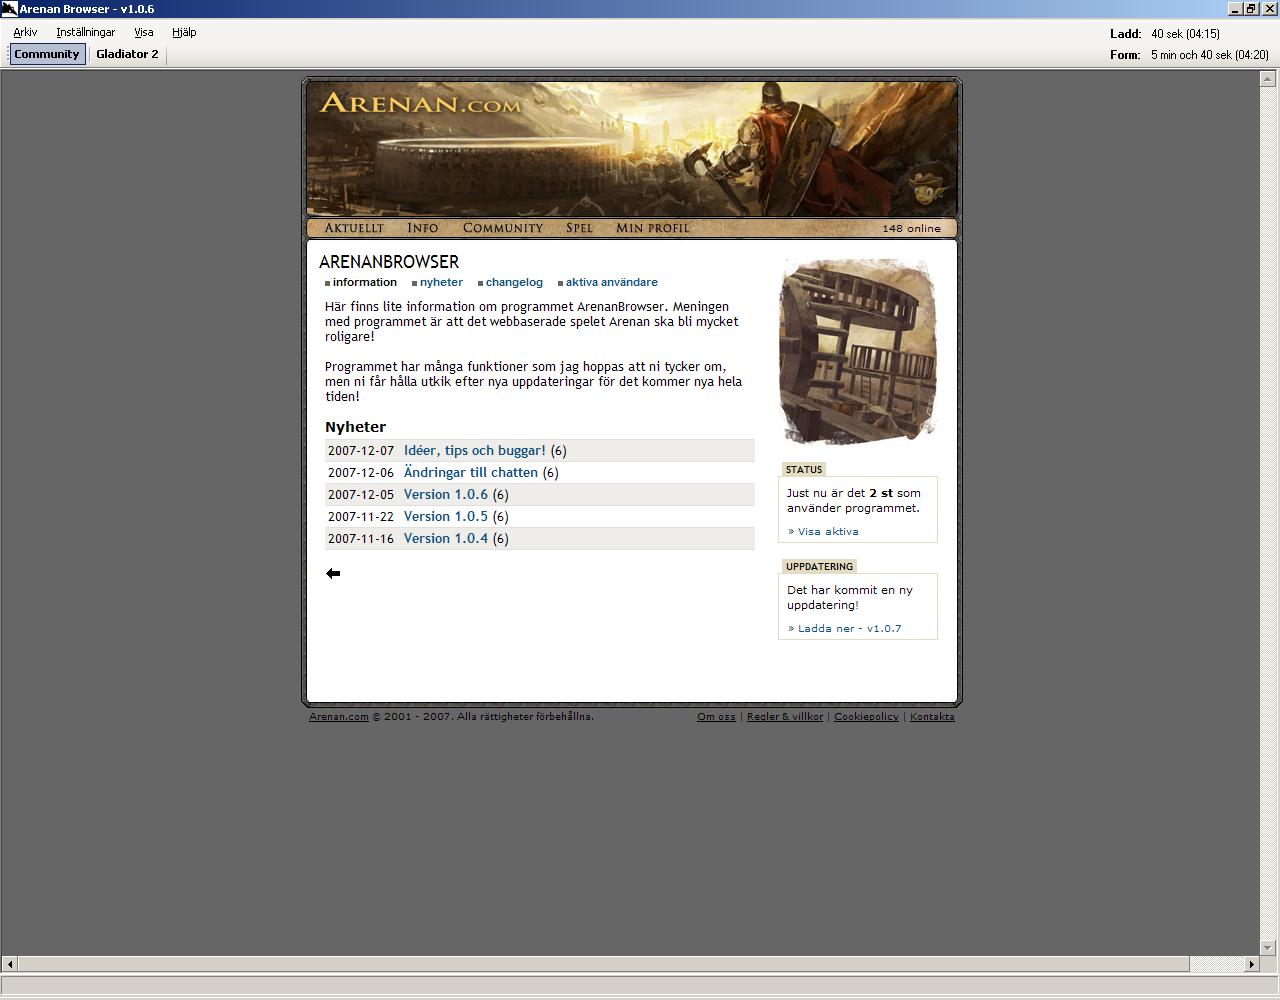 Arenan Browser - v1.0.6
Arkiv Inställningar Visa Hjälp
Ladd: 40 sek (04:15)
Community Gladiator 2
Form: 5 min och 40 sek (04:20)
ARENAN.COM
AKTUELLT INFO COMMUNITY SPEL MIN PROFIL 148 online
ARENANBROWSER
information nyheter changelog aktiva användare
Här finns lite information om programmet ArenanBrowser. Meningen
med programmet är att det webbaserade spelet Arenan ska bli mycket
roligare!
Programmet har många funktioner som jag hoppas att ni tycker om,
men ni får hålla utkik efter nya uppdateringar för det kommer nya hela
tiden!
Nyheter
2007-12-07 Idéer, tips och buggar! (6)
2007-12-06 Ändringar till chatten (6)
2007-12-05 Version 1.0.6 (6)
2007-11-22 Version 1.0.5 (6)
2007-11-16 Version 1.0.4 (6)
STATUS
Just nu är det 2 st som
använder programmet.
» Visa aktiva
UPPDATERING
Det har kommit en ny
uppdatering!
» Ladda ner - v1.0.7
Arenan.com © 2001 - 2007. Alla rättigheter förbehållna. Om oss | Regler & villkor | Cookiepolicy | Kontakta